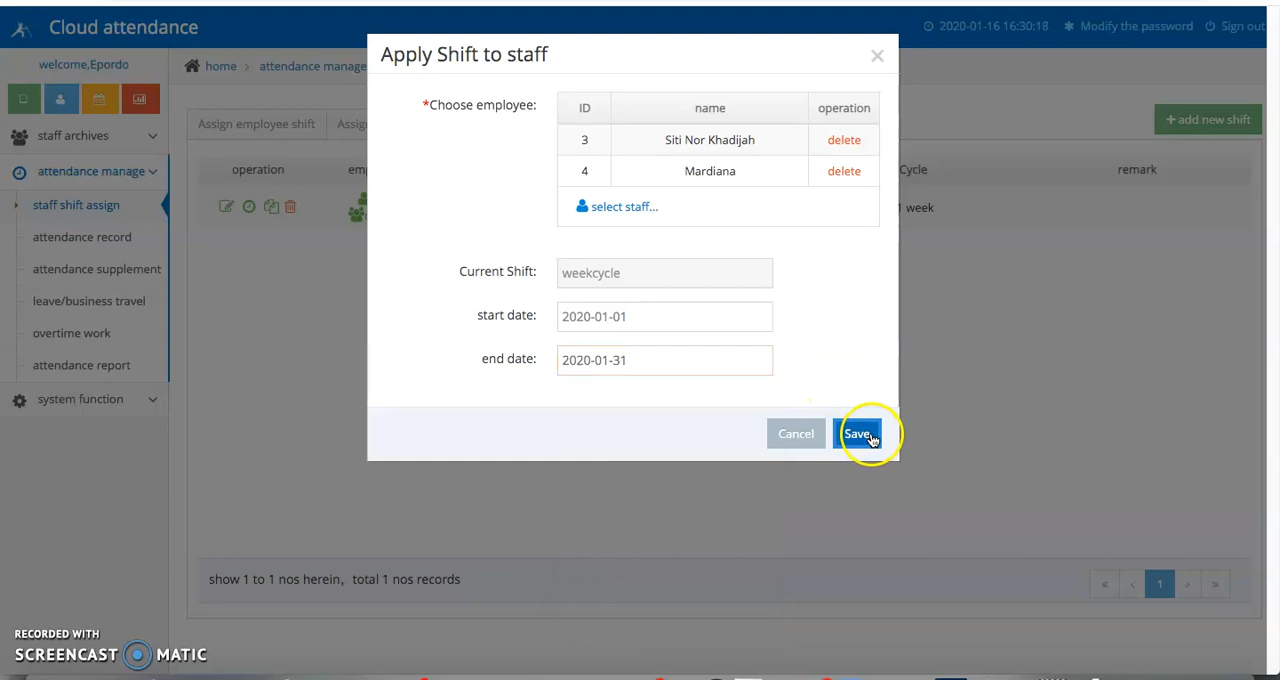 Cloud attendance
2020-01-16 16:30:18
Modify the password
Sign out
welcome,Epordo
home
attendance manage
Assign employee shift
Assig
+ add new shift
staff archives
attendance manage
staff shift assign
attendance record
attendance supplement
leave/business travel
overtime work
attendance report
system function
operation
emp
Cycle
remark
1 week
Apply Shift to staff
×
*Choose employee:
ID name operation
3 Siti Nor Khadijah delete
4 Mardiana delete
select staff...
Current Shift: weekcycle
start date: 2020-01-01
end date: 2020-01-31
Cancel
Save
show 1 to 1 nos herein, total 1 nos records
« ‹ 1 › »
RECORDED WITH
SCREENCAST MATIC